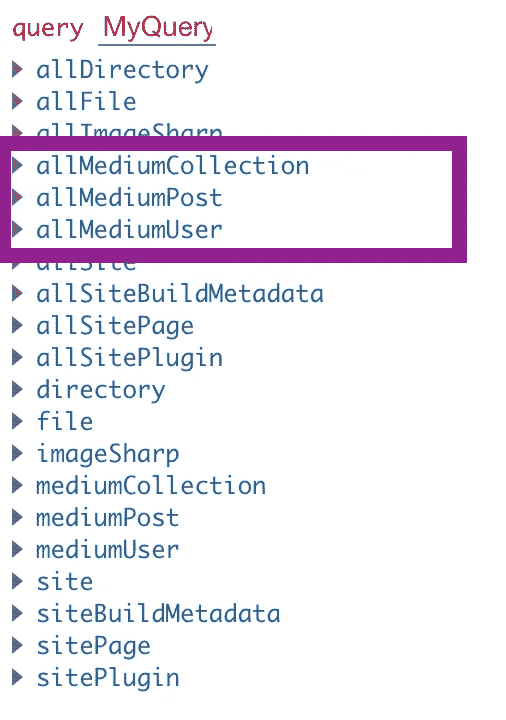 query MyQuery
allDirectory
allFile
allImageSharp
allMediumCollection
allMediumPost
allMediumUser
allSite
allSiteBuildMetadata
allSitePage
allSitePlugin
directory
file
imageSharp
mediumCollection
mediumPost
mediumUser
site
siteBuildMetadata
sitePage
sitePlugin